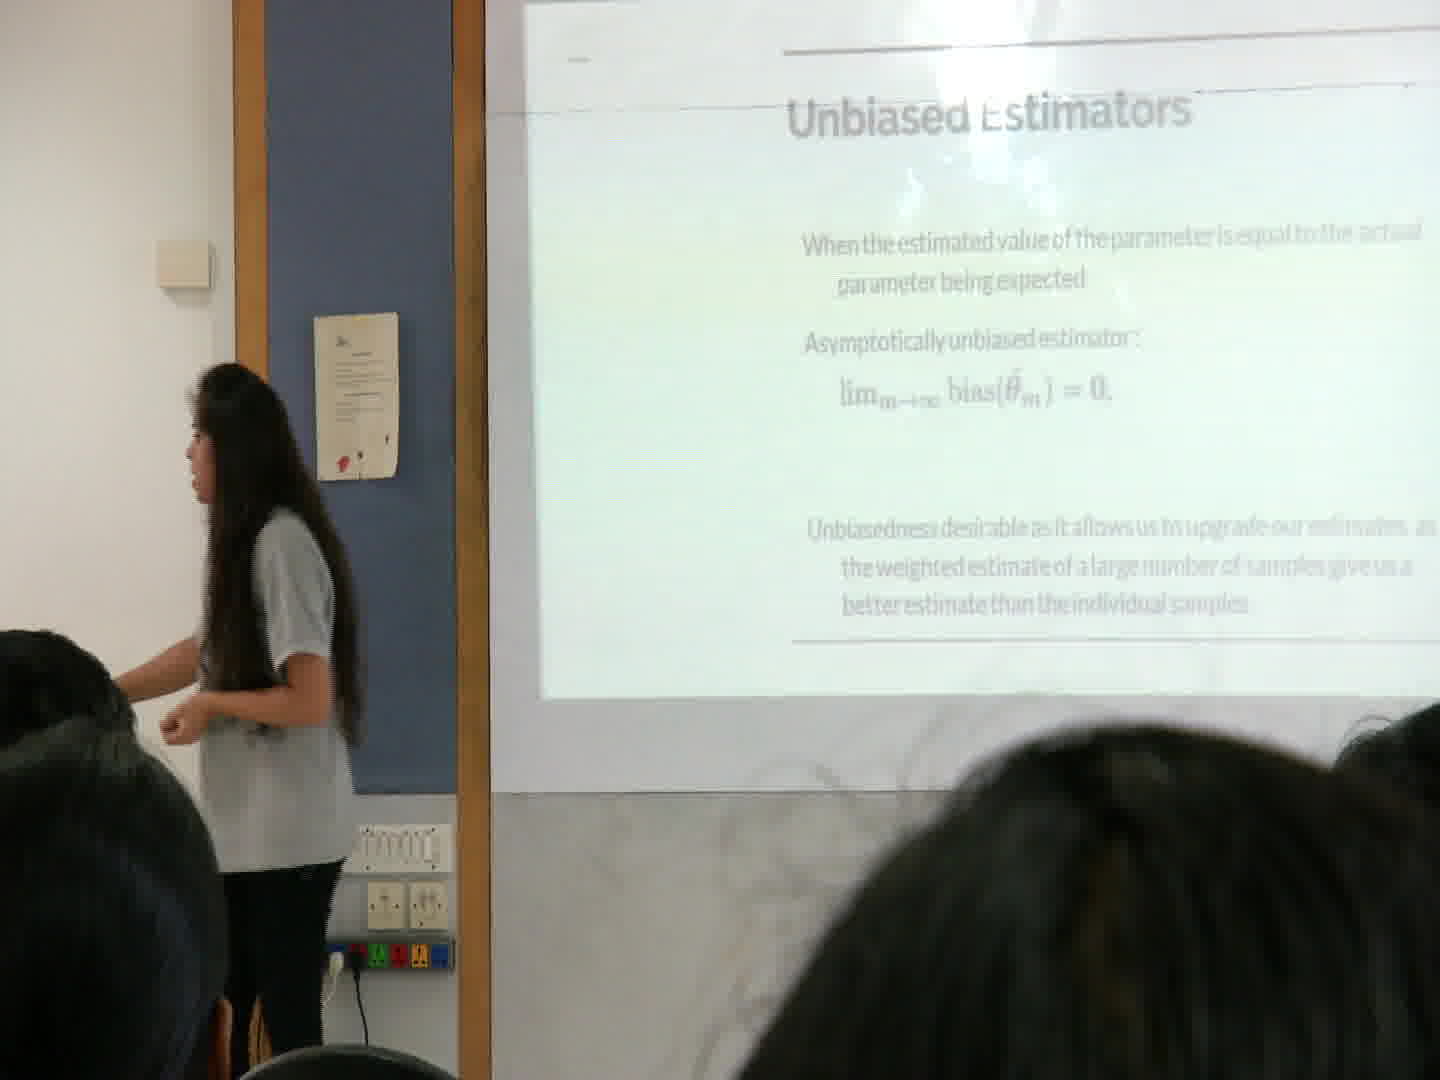 Unbiased Estimators
When the estimated value of the parameter is equal to the actual
parameter being expected
Asymptotically unbiased estimator :
lim_{m→∞} bias(θ̂_m) = 0.
Unbiasedness desirable as it allows us to upgrade our estimates, as
the weighted estimate of a large number of samples give us a
better estimate than the individual samples